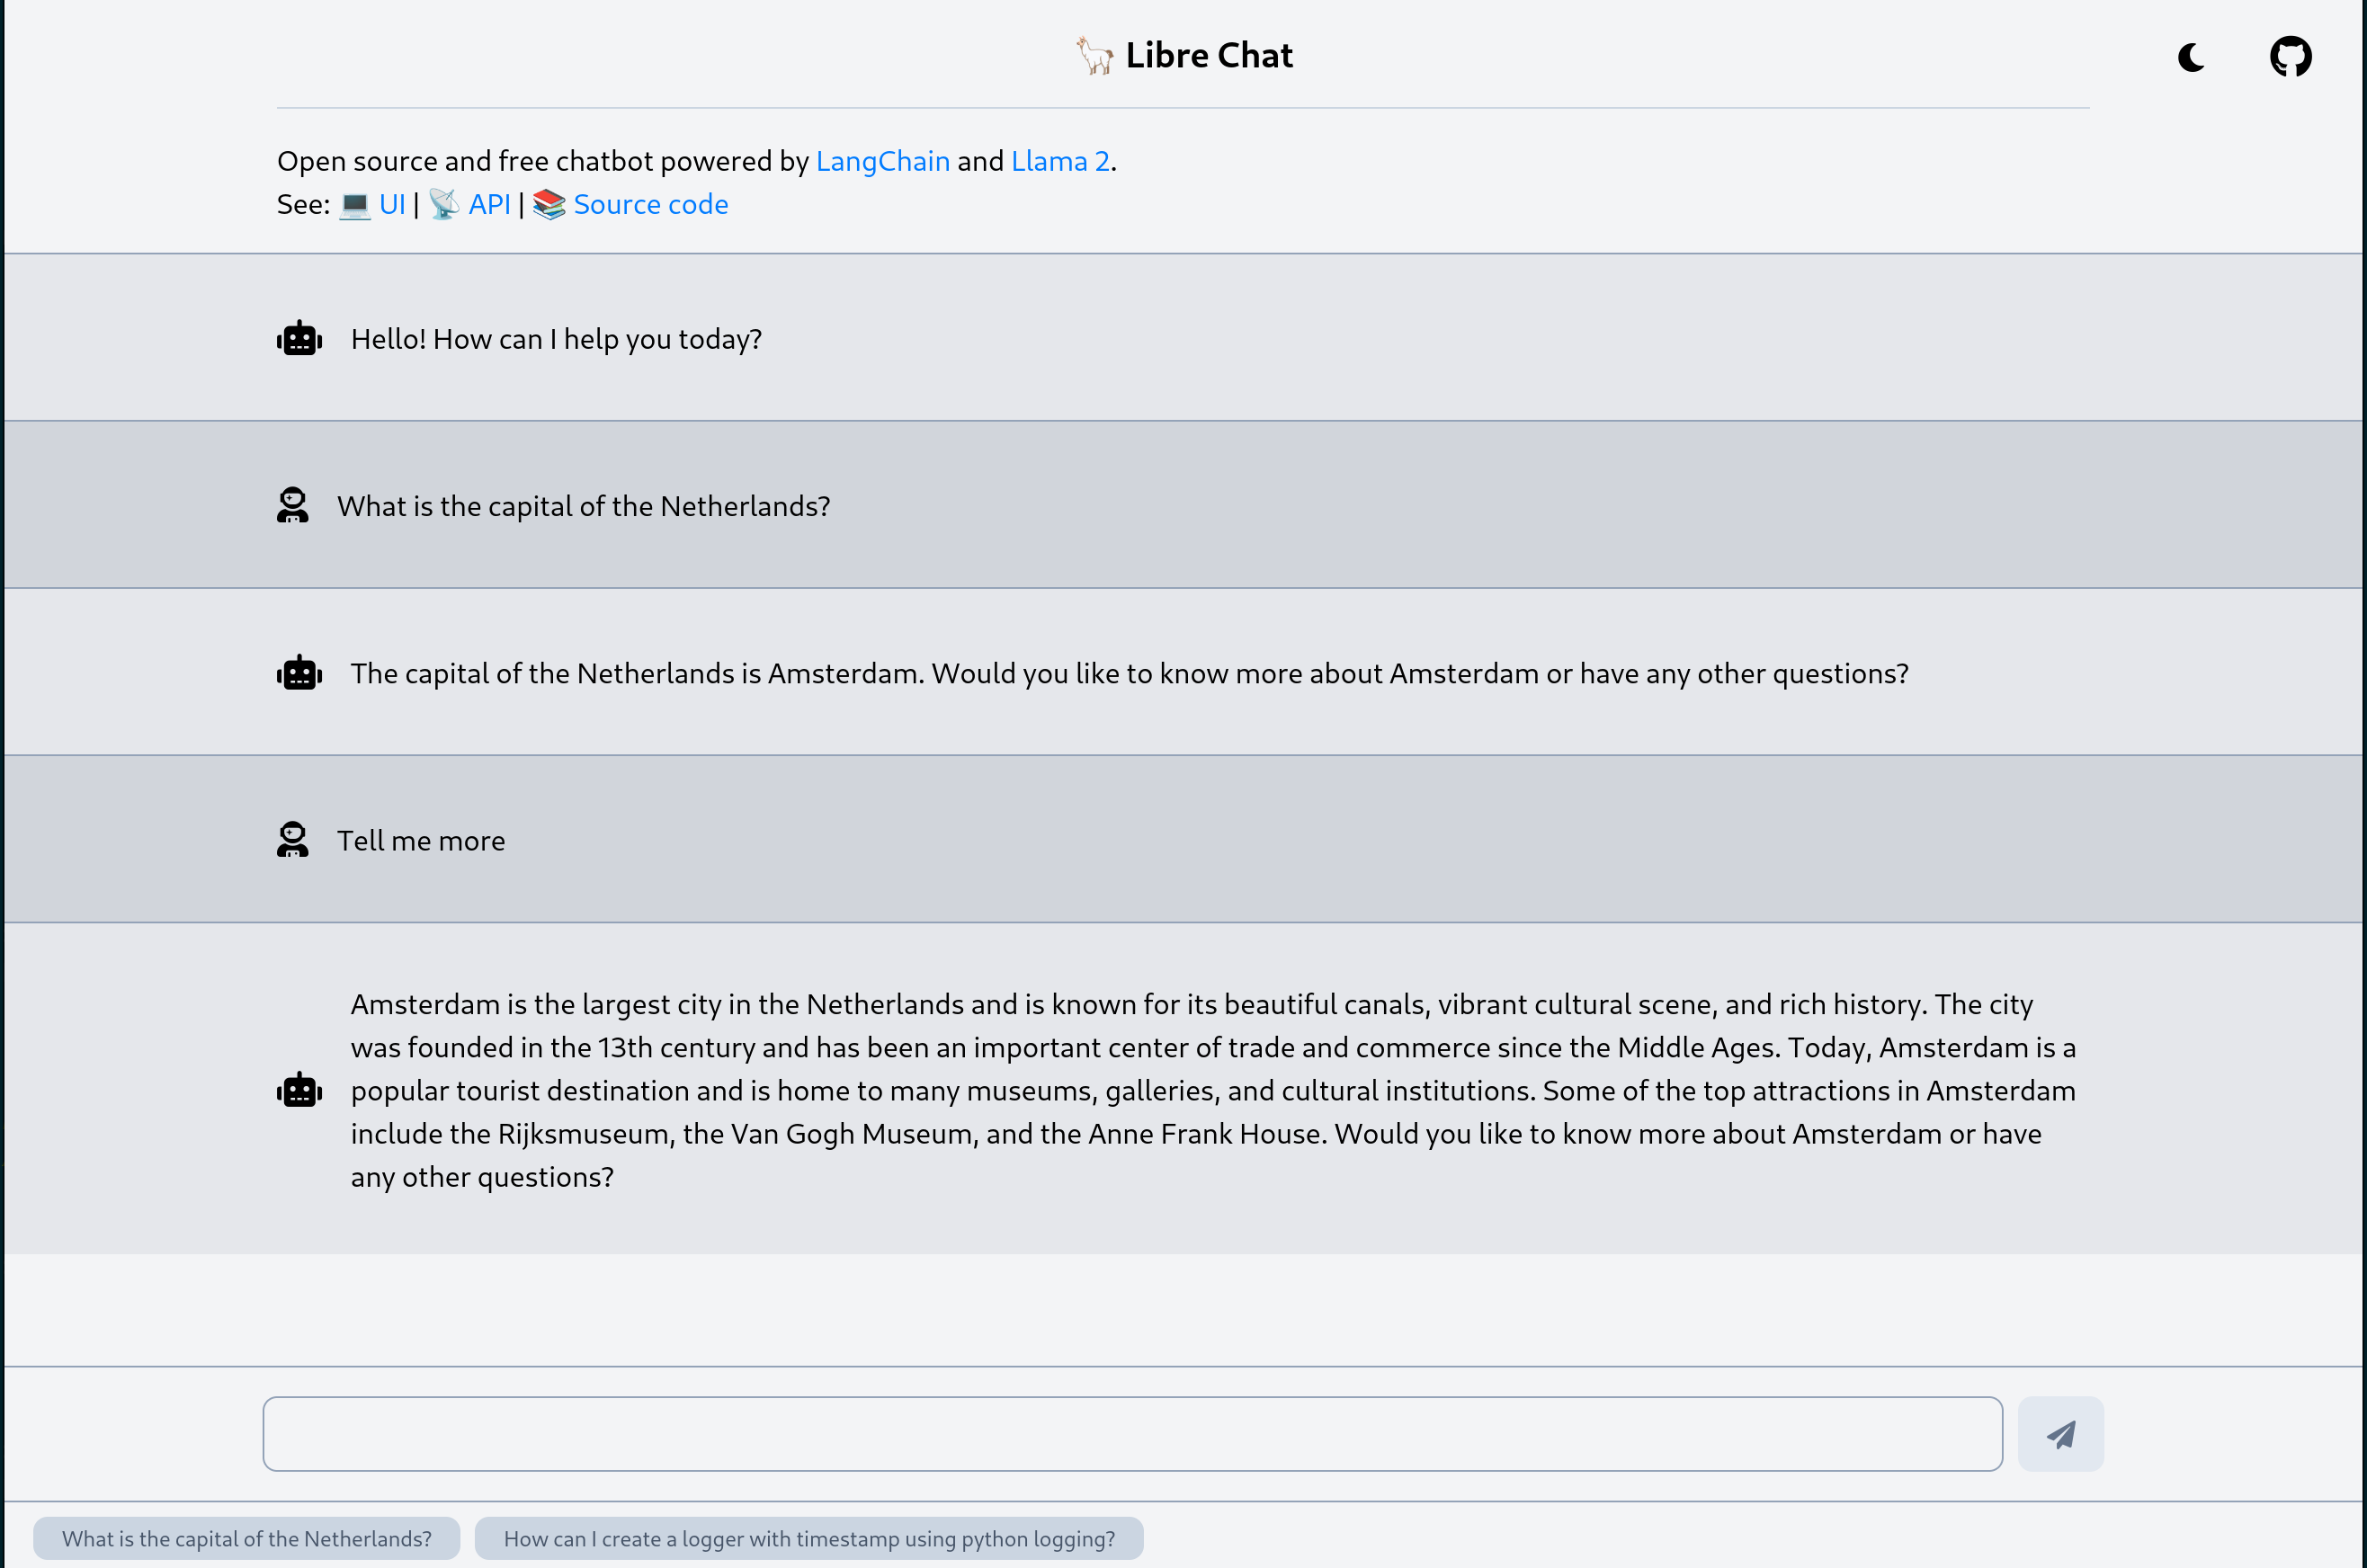 Libre Chat
Open source and free chatbot powered by LangChain and Llama 2.
See: 💻 UI | 📡 API | 📚 Source code
Hello! How can I help you today?
What is the capital of the Netherlands?
The capital of the Netherlands is Amsterdam. Would you like to know more about Amsterdam or have any other questions?
Tell me more
Amsterdam is the largest city in the Netherlands and is known for its beautiful canals, vibrant cultural scene, and rich history. The city
was founded in the 13th century and has been an important center of trade and commerce since the Middle Ages. Today, Amsterdam is a
popular tourist destination and is home to many museums, galleries, and cultural institutions. Some of the top attractions in Amsterdam
include the Rijksmuseum, the Van Gogh Museum, and the Anne Frank House. Would you like to know more about Amsterdam or have
any other questions?
What is the capital of the Netherlands?
How can I create a logger with timestamp using python logging?